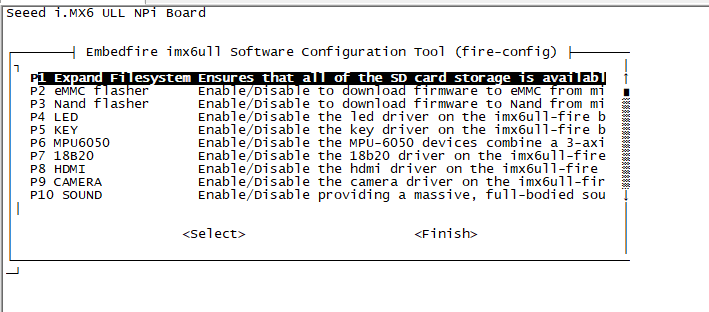 Seeed i.MX6 ULL NPi Board
Embedfire imx6ull Software Configuration Tool (fire-config)
P1 Expand Filesystem Ensures that all of the SD card storage is availabl
P2 eMMC flasher Enable/Disable to download firmware to eMMC from mi
P3 Nand flasher Enable/Disable to download firmware to Nand from mi
P4 LED Enable/Disable the led driver on the imx6ull-fire b
P5 KEY Enable/Disable the key driver on the imx6ull-fire b
P6 MPU6050 Enable/Disable the MPU-6050 devices combine a 3-axi
P7 18B20 Enable/Disable the 18b20 driver on the imx6ull-fire
P8 HDMI Enable/Disable the hdmi driver on the imx6ull-fire
P9 CAMERA Enable/Disable the camera driver on the imx6ull-fir
P10 SOUND Enable/Disable providing a massive, full-bodied sou
<Select> <Finish>